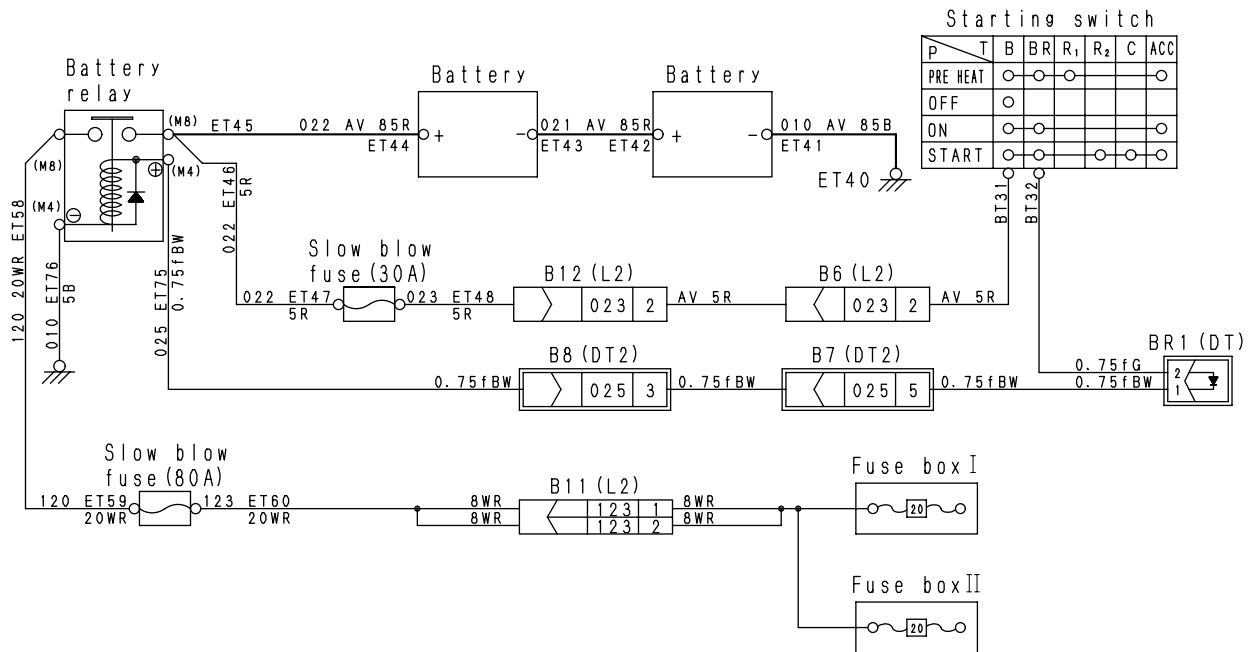 Starting switch
P T B BR R₁ R₂ C ACC
PRE HEAT
OFF
ON
START
Battery relay
(M8)
(M8)
(M4)
(M4)
+
−
ET45
022 AV 85R
ET44
Battery
+ −
021 AV 85R
ET43 ET42
Battery
+ −
010 AV 85B
ET41
ET40
BT31
BT32
120 20WR ET58
010 ET76
5B
025 ET75
0.75fBW
022 ET46
5R
Slow blow
fuse(30A)
022 ET47
5R
023 ET48
5R
B12(L2)
023 2
AV 5R
B6(L2)
023 2
AV 5R
B8(DT2)
0.75fBW
025 3
0.75fBW
B7(DT2)
025 5
0.75fBW
0.75fG
BR1(DT)
2
1
Slow blow
fuse(80A)
120 ET59
20WR
123 ET60
20WR
B11(L2)
8WR
8WR
123 1
123 2
8WR
8WR
Fuse box I
20
Fuse box II
20